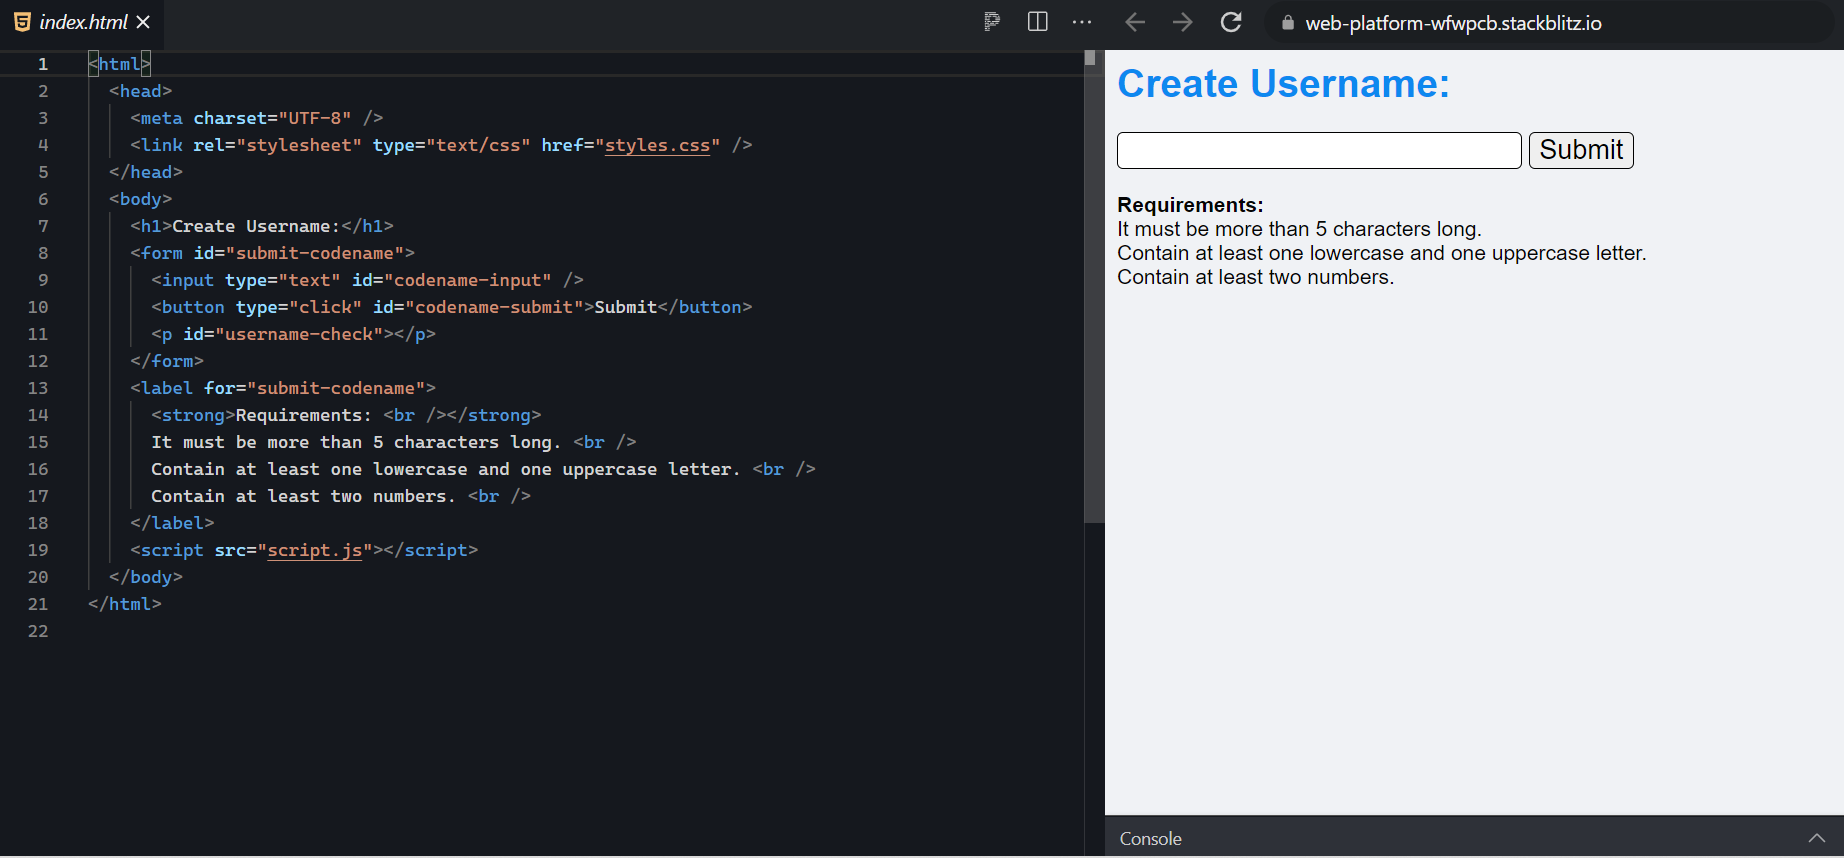 index.html
web-platform-wfwpcb.stackblitz.io
1 <html>
2 <head>
3 <meta charset="UTF-8" />
4 <link rel="stylesheet" type="text/css" href="styles.css" />
5 </head>
6 <body>
7 <h1>Create Username:</h1>
8 <form id="submit-codename">
9 <input type="text" id="codename-input" />
10 <button type="click" id="codename-submit">Submit</button>
11 <p id="username-check"></p>
12 </form>
13 <label for="submit-codename">
14 <strong>Requirements: <br /></strong>
15 It must be more than 5 characters long. <br />
16 Contain at least one lowercase and one uppercase letter. <br />
17 Contain at least two numbers. <br />
18 </label>
19 <script src="script.js"></script>
20 </body>
21 </html>
22
Create Username:
Submit
Requirements:
It must be more than 5 characters long.
Contain at least one lowercase and one uppercase letter.
Contain at least two numbers.
Console